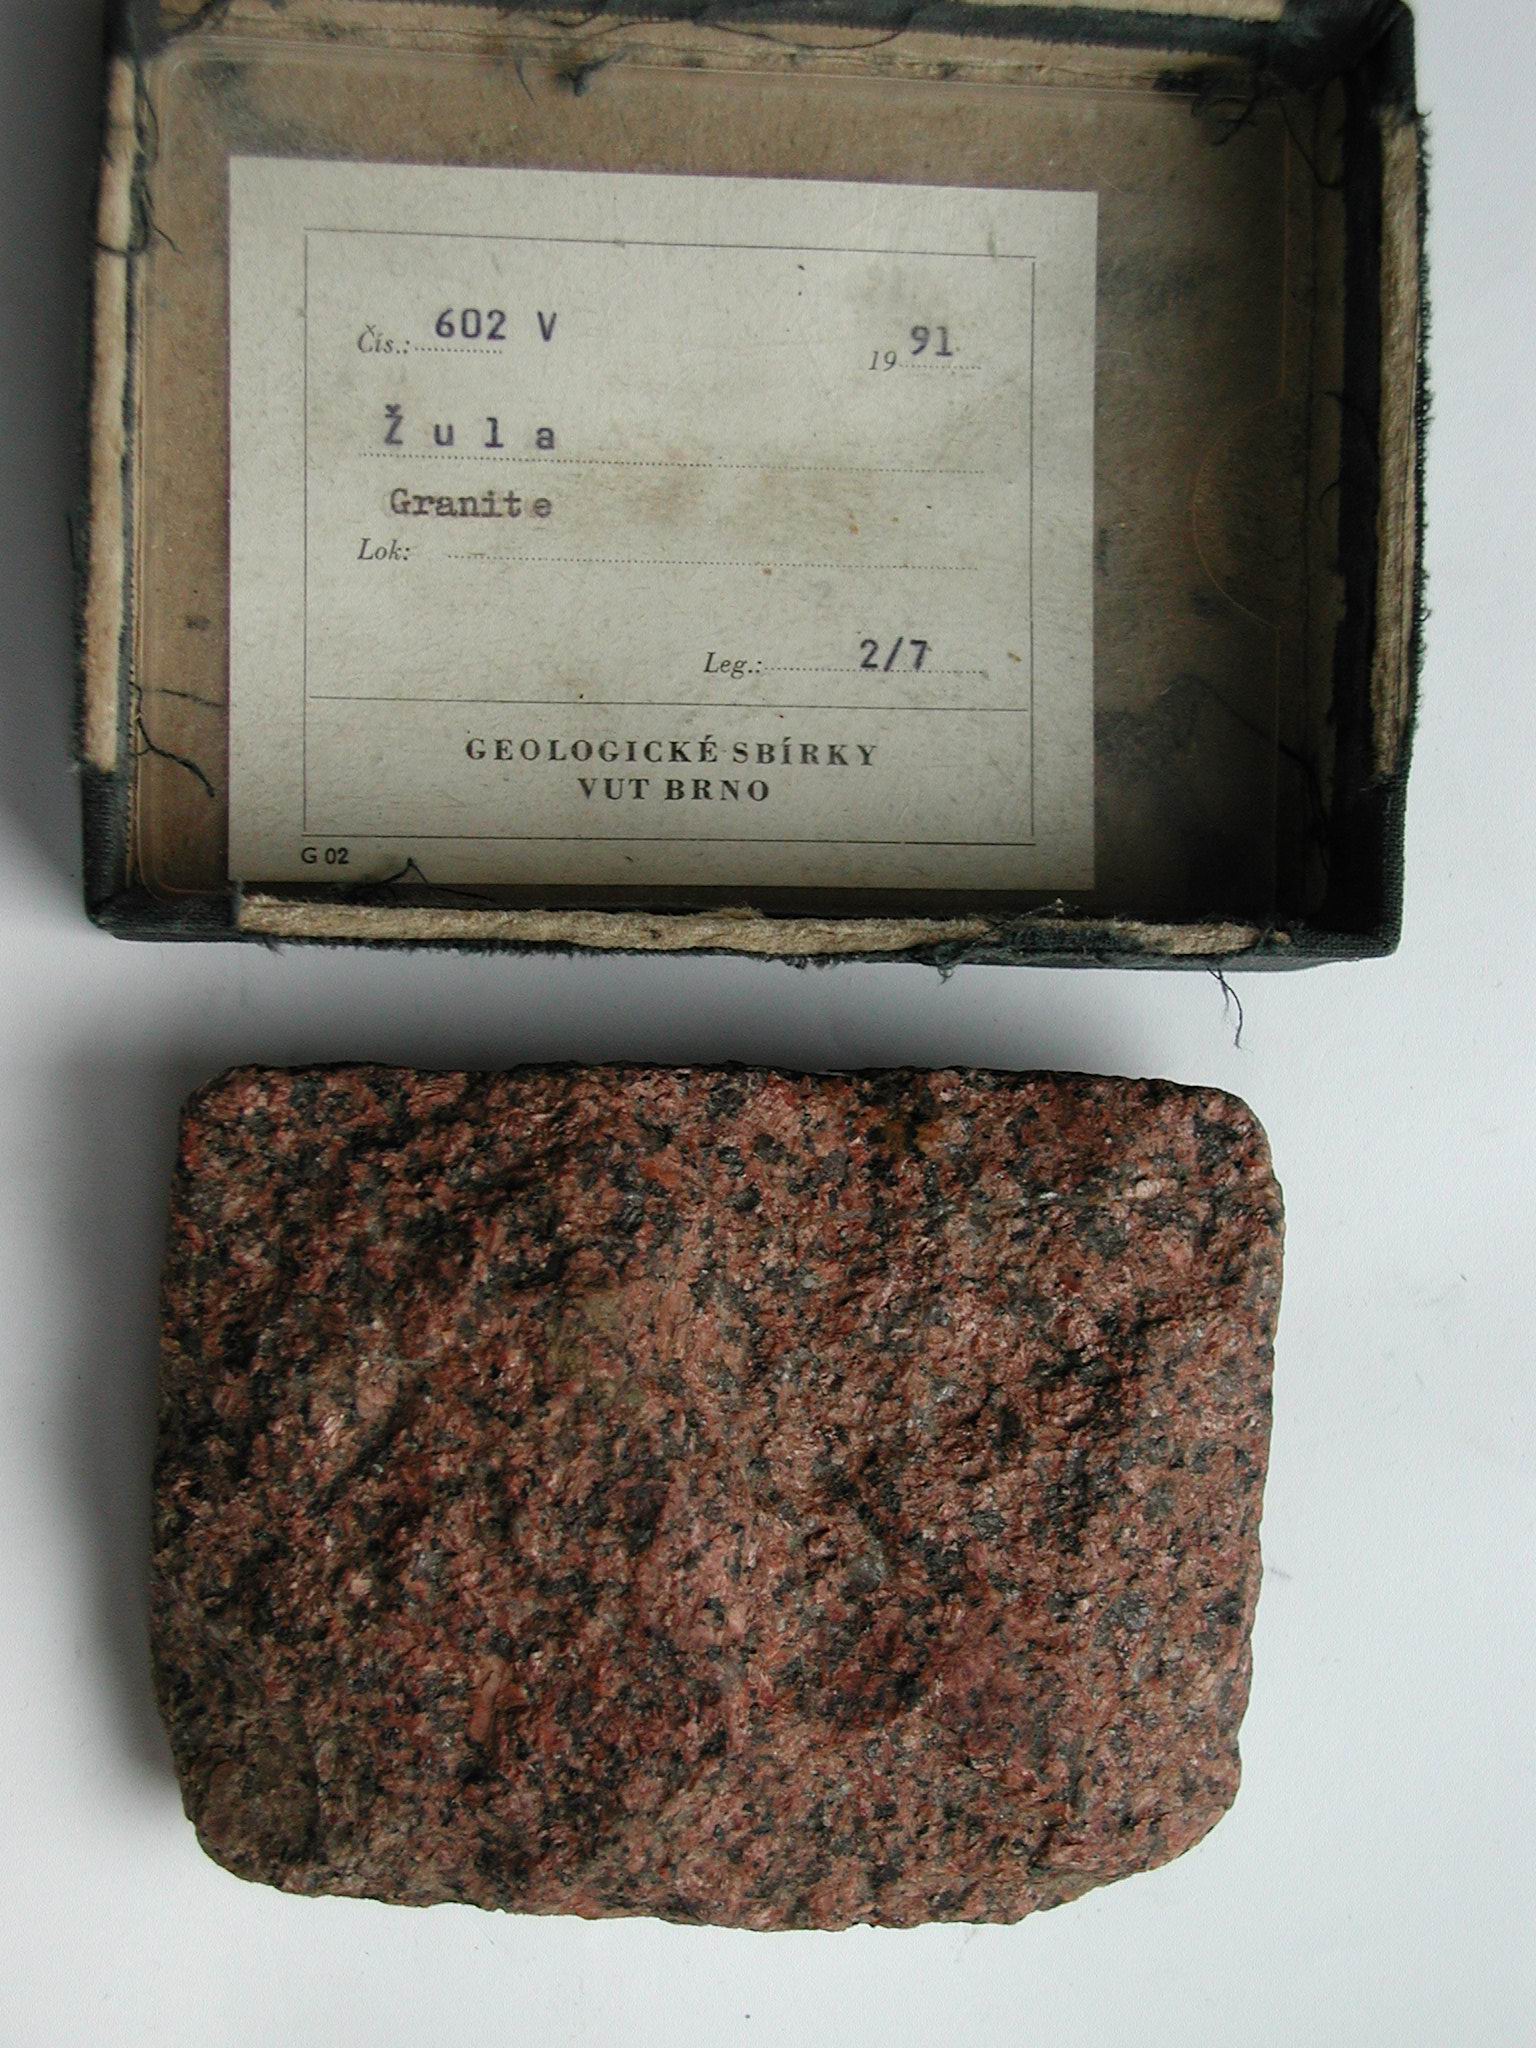 Čís.: 602 V 19 91
Žula
Granite
Lok:
Leg.: 2/7
GEOLOGICKÉ SBÍRKY
VUT BRNO
G 02